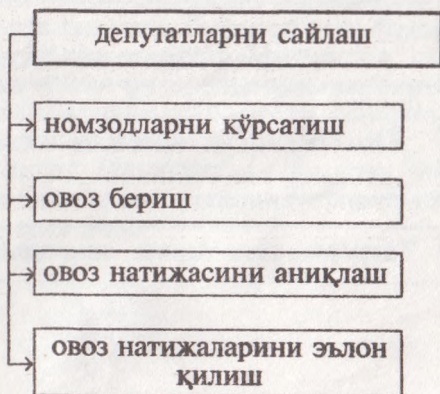 депутатларни сайлаш
номзодларни кўрсатиш
овоз бериш
овоз натижасини аниқлаш
овоз натижаларини эълон
қилиш